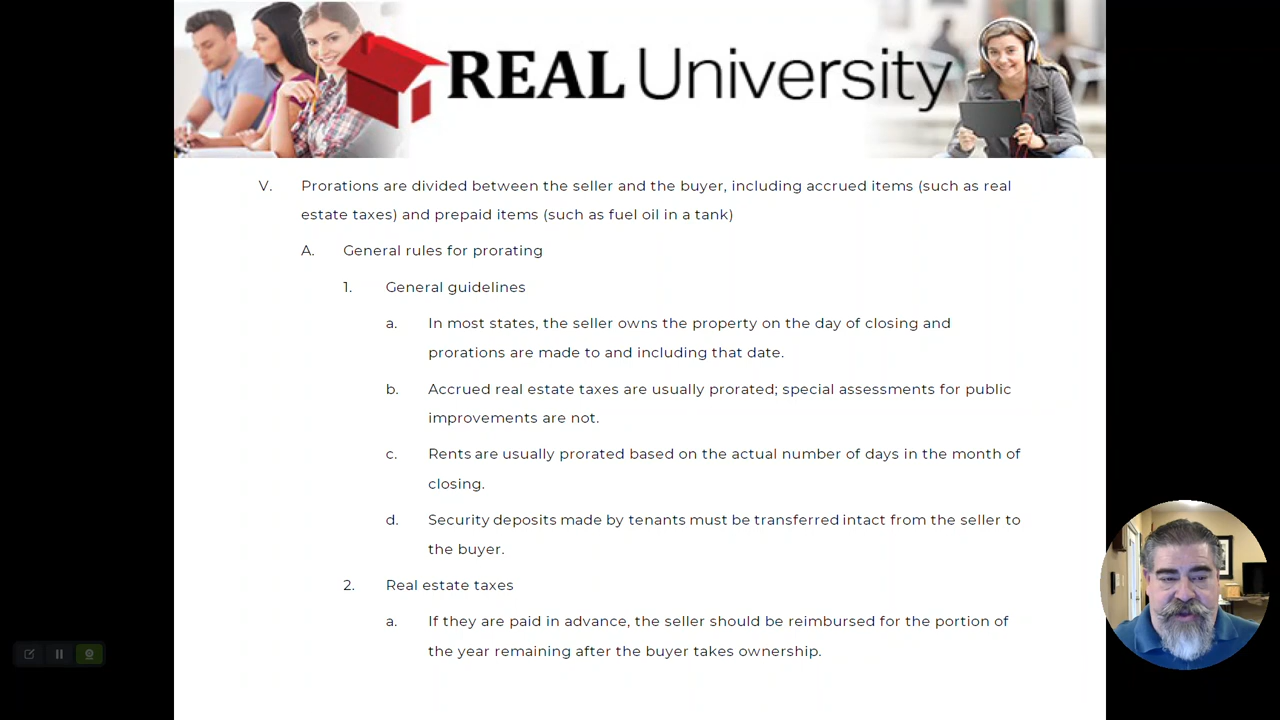 REAL University
V. Prorations are divided between the seller and the buyer, including accrued items (such as real
estate taxes) and prepaid items (such as fuel oil in a tank)
A. General rules for prorating
1. General guidelines
a. In most states, the seller owns the property on the day of closing and
prorations are made to and including that date.
b. Accrued real estate taxes are usually prorated; special assessments for public
improvements are not.
c. Rents are usually prorated based on the actual number of days in the month of
closing.
d. Security deposits made by tenants must be transferred intact from the seller to
the buyer.
2. Real estate taxes
a. If they are paid in advance, the seller should be reimbursed for the portion of
the year remaining after the buyer takes ownership.